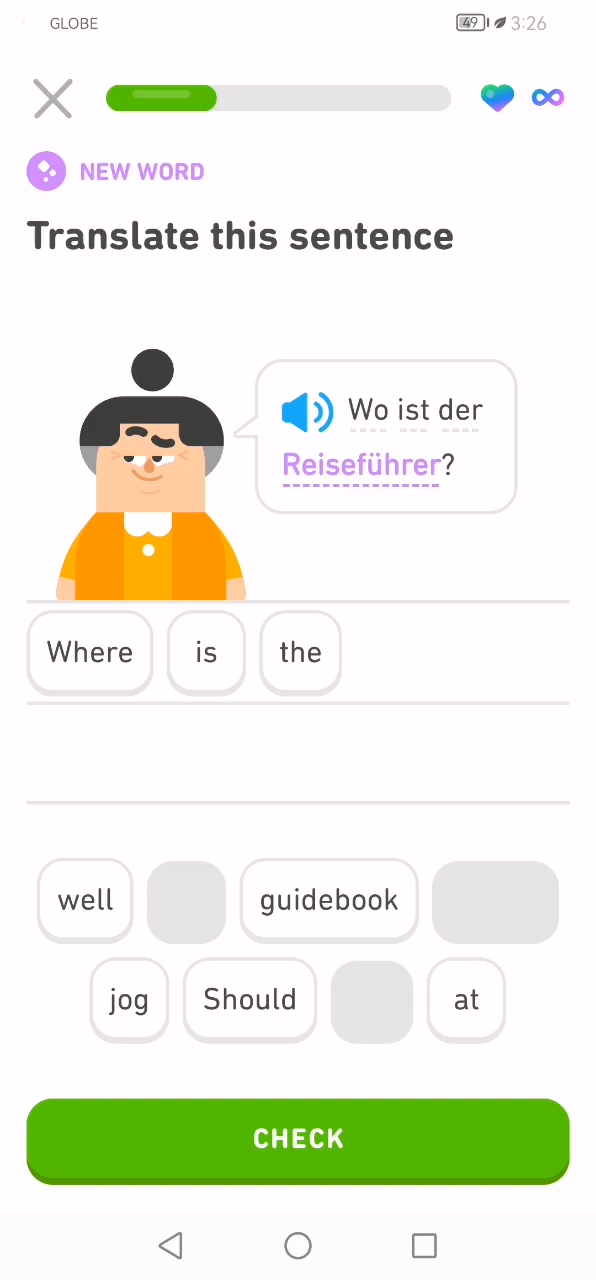 GLOBE 49 3:26
NEW WORD
Translate this sentence
Wo ist der
Reiseführer?
Where is the
well guidebook
jog Should at
CHECK